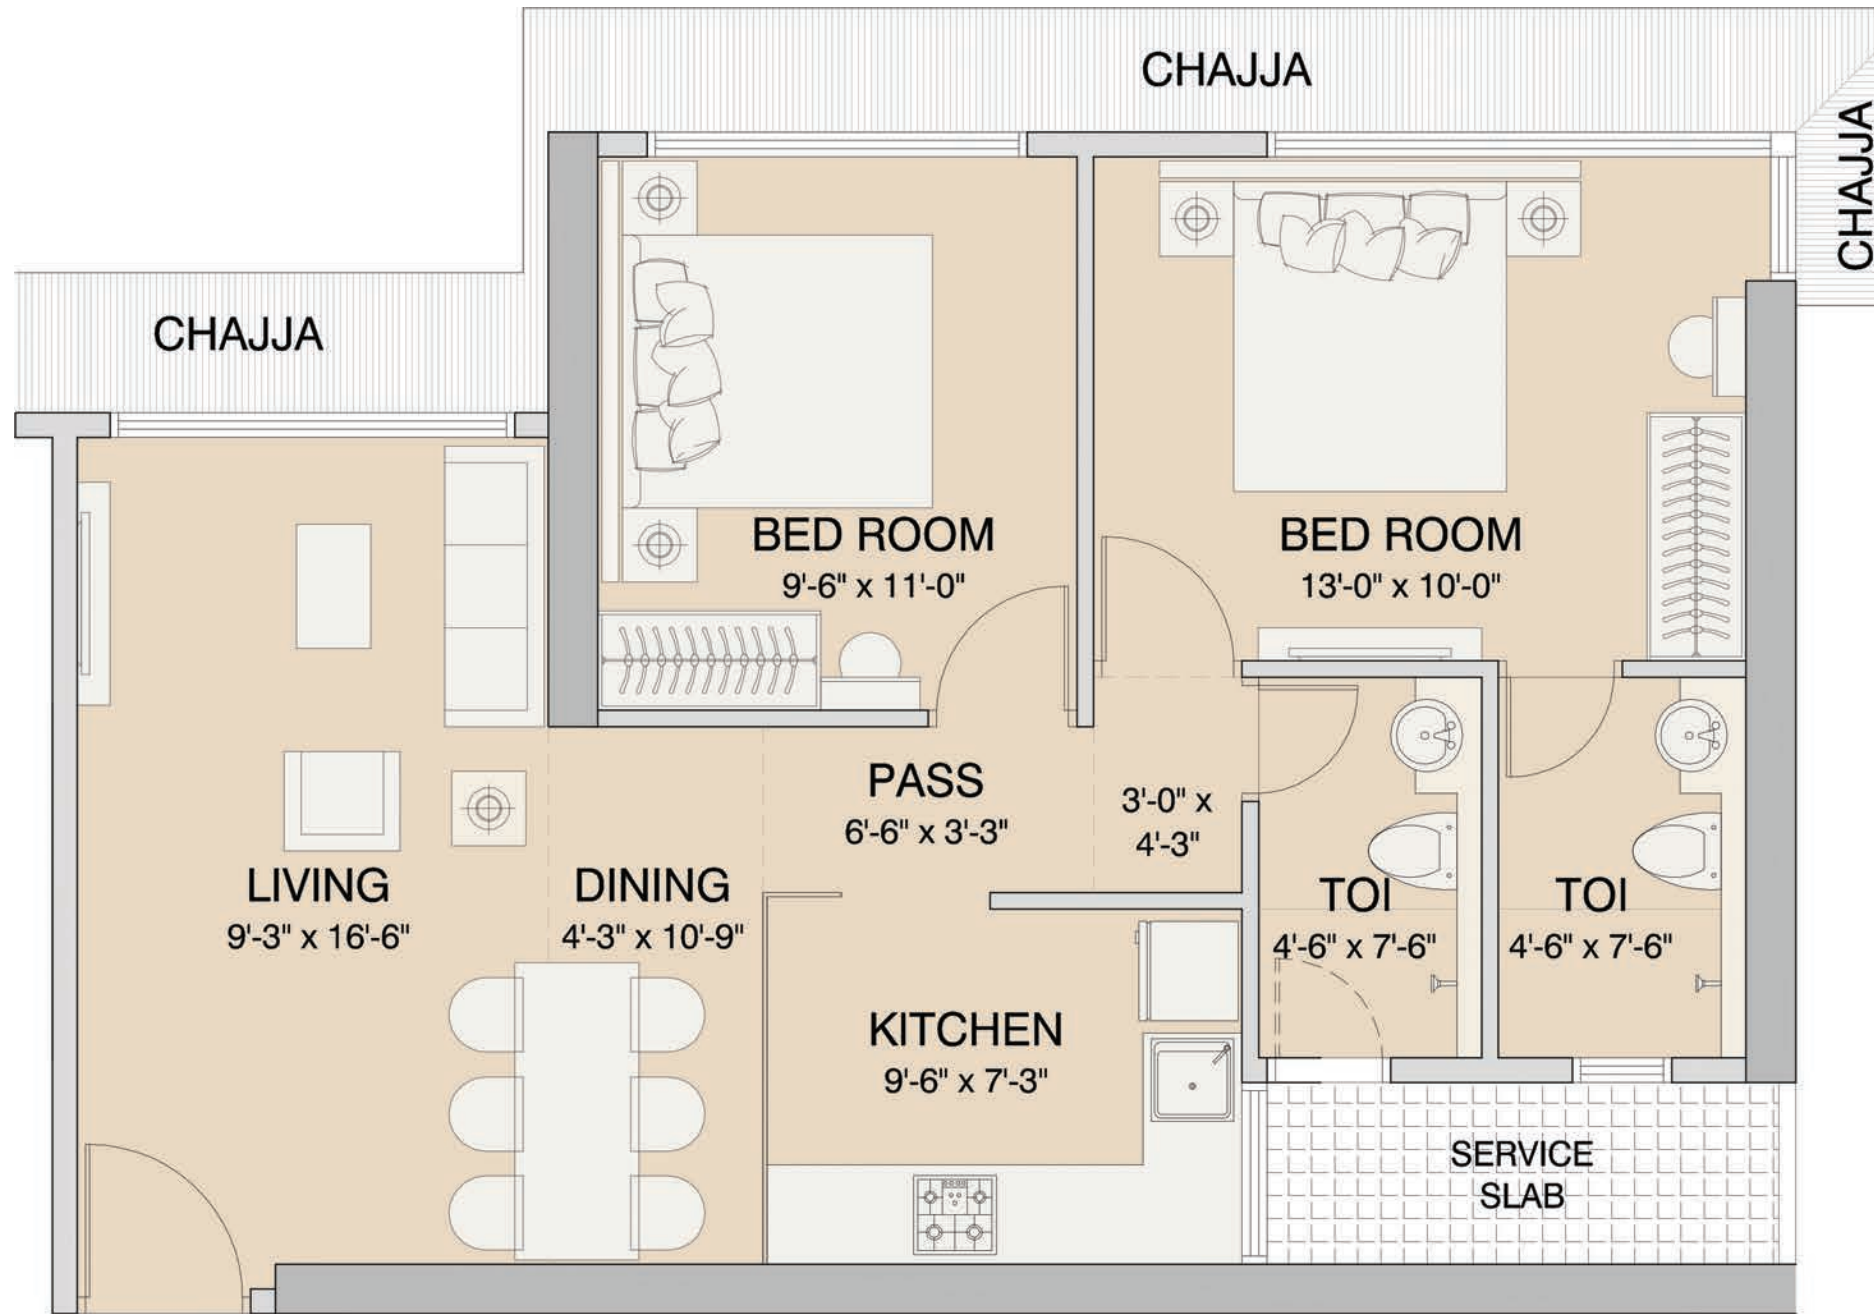 CHAJJA
CHAJJA
CHAJJA
BED ROOM
9'-6" x 11'-0"
BED ROOM
13'-0" x 10'-0"
PASS
6'-6" x 3'-3"
3'-0" x
4'-3"
LIVING
9'-3" x 16'-6"
DINING
4'-3" x 10'-9"
TOI
4'-6" x 7'-6"
TOI
4'-6" x 7'-6"
KITCHEN
9'-6" x 7'-3"
SERVICE
SLAB